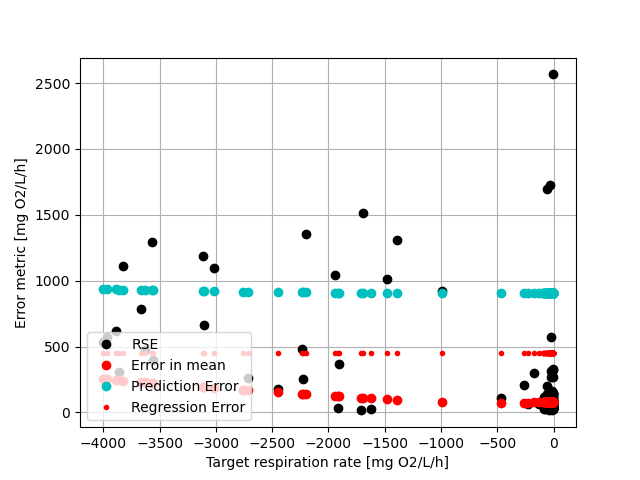 2500
2000
1500
1000
500
0
Error metric [mg O2/L/h]
RSE
Error in mean
Prediction Error
Regression Error
−4000 −3500 −3000 −2500 −2000 −1500 −1000 −500 0
Target respiration rate [mg O2/L/h]